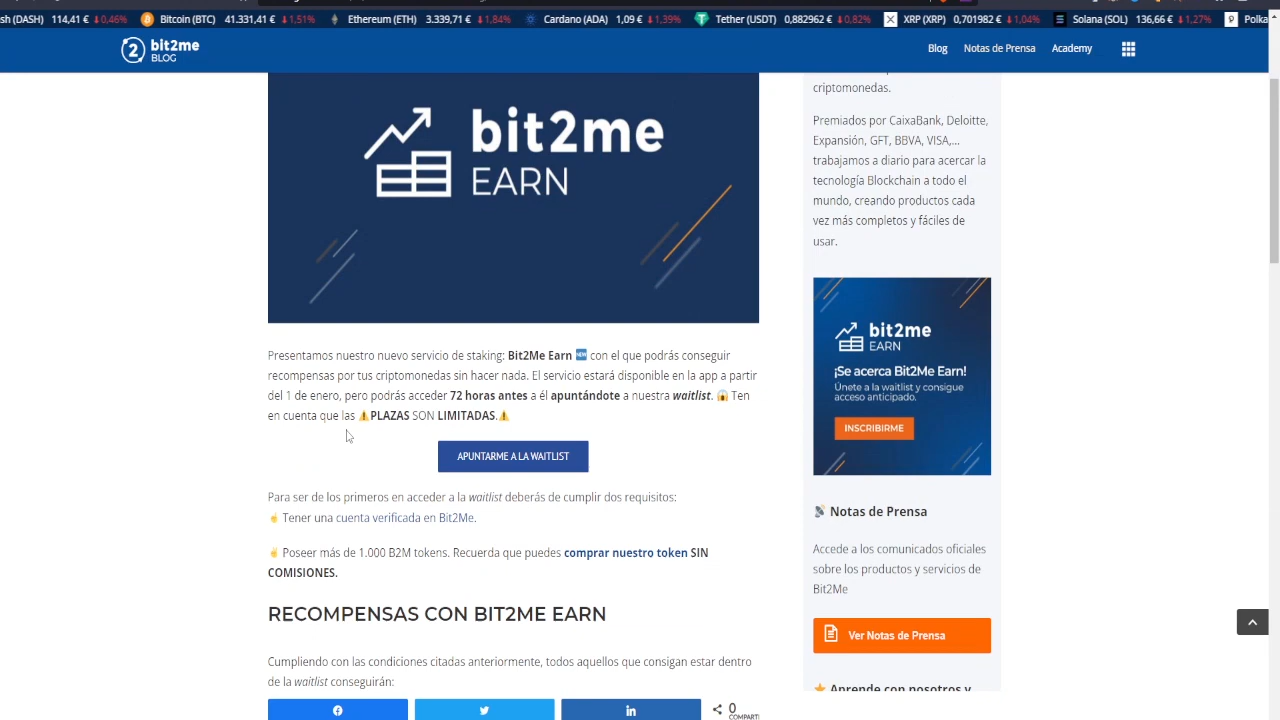 sh (DASH) 114,41 € 0,46% Bitcoin (BTC) 41.331,41 € 1,51% Ethereum (ETH) 3.339,71 € 1,84% Cardano (ADA) 1,09 € 1,39% Tether (USDT) 0,882962 € 0,82% XRP (XRP) 0,701982 € 1,04% Solana (SOL) 136,66 € 1,27% Polka
bit2me
BLOG
Blog Notas de Prensa Academy
bit2me
EARN
Presentamos nuestro nuevo servicio de staking: Bit2Me Earn 🆕 con el que podrás conseguir
recompensas por tus criptomonedas sin hacer nada. El servicio estará disponible en la app a partir
del 1 de enero, pero podrás acceder 72 horas antes a él apuntándote a nuestra waitlist. 😱 Ten
en cuenta que las ⚠️PLAZAS SON LIMITADAS.⚠️
APUNTARME A LA WAITLIST
Para ser de los primeros en acceder a la waitlist deberás de cumplir dos requisitos:
☝ Tener una cuenta verificada en Bit2Me.
✌ Poseer más de 1.000 B2M tokens. Recuerda que puedes comprar nuestro token SIN
COMISIONES.
RECOMPENSAS CON BIT2ME EARN
Cumpliendo con las condiciones citadas anteriormente, todos aquellos que consigan estar dentro
de la waitlist conseguirán:
0
COMPARTI
criptomonedas.
Premiados por CaixaBank, Deloitte,
Expansión, GFT, BBVA, VISA,...
trabajamos a diario para acercar la
tecnología Blockchain a todo el
mundo, creando productos cada
vez más completos y fáciles de
usar.
bit2me
EARN
¡Se acerca Bit2Me Earn!
Únete a la waitlist y consigue
acceso anticipado.
INSCRIBIRME
Notas de Prensa
Accede a los comunicados oficiales
sobre los productos y servicios de
Bit2Me
Ver Notas de Prensa
Aprende con nosotros y